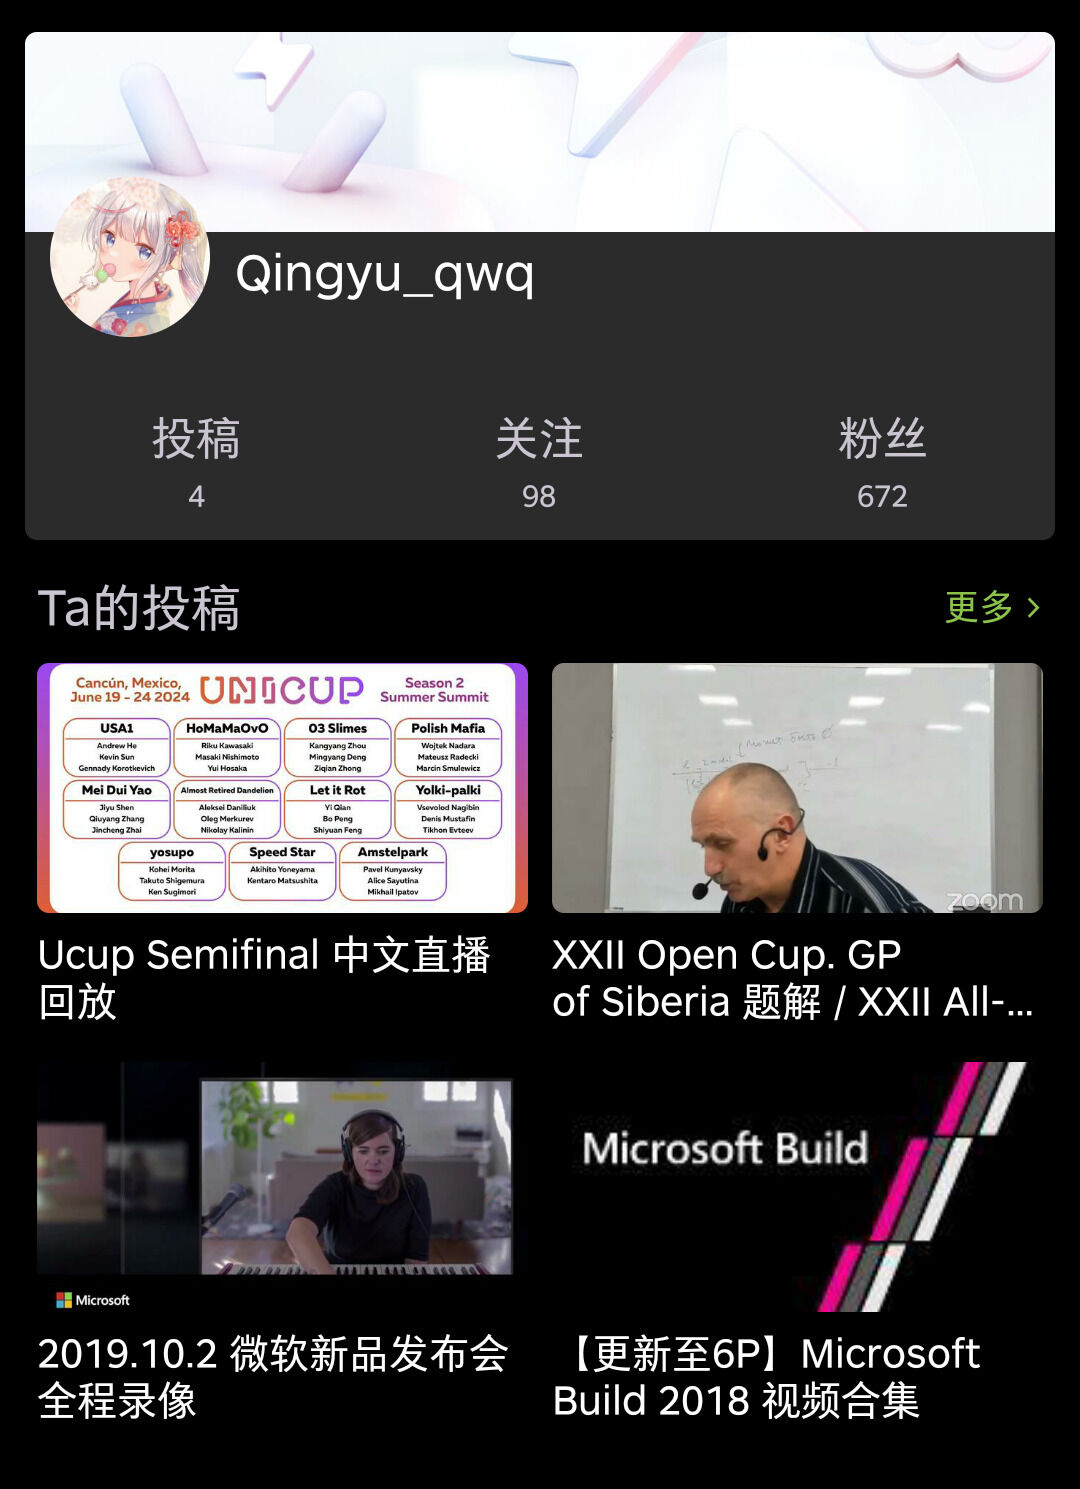 Qingyu_qwq
投稿 关注 粉丝
4 98 672
Ta的投稿 更多 >
Cancún, Mexico,
June 19 - 24 2024
UNICUP
Season 2
Summer Summit
USA1
Andrew He
Kevin Sun
Gennady Korotkevich
HoMaMaOvO
Riku Kawasaki
Masaki Nishimoto
Yui Hosaka
03 Slimes
Kangyang Zhou
Mingyang Deng
Ziqian Zhong
Polish Mafia
Wojtek Nadara
Mateusz Radecki
Marcin Smulewicz
Mei Dui Yao
Jiyu Shen
Qiuyang Zhang
Jincheng Zhai
Almost Retired Dandelion
Aleksei Daniliuk
Oleg Merkurev
Nikolay Kalinin
Let it Rot
Yi Qian
Bo Peng
Shiyuan Feng
Yolki-palki
Vsevolod Nagibin
Denis Mustafin
Tikhon Evteev
yosupo
Kohei Morita
Takuto Shigemura
Ken Sugimori
Speed Star
Akihito Yoneyama
Kentaro Matsushita
Amstelpark
Pavel Kunyavsky
Alice Sayutina
Mikhail Ipatov
Ucup Semifinal 中文直播
回放
zoom
XXII Open Cup. GP
of Siberia 题解 / XXII All-...
Microsoft
2019.10.2 微软新品发布会
全程录像
Microsoft Build
【更新至6P】Microsoft
Build 2018 视频合集